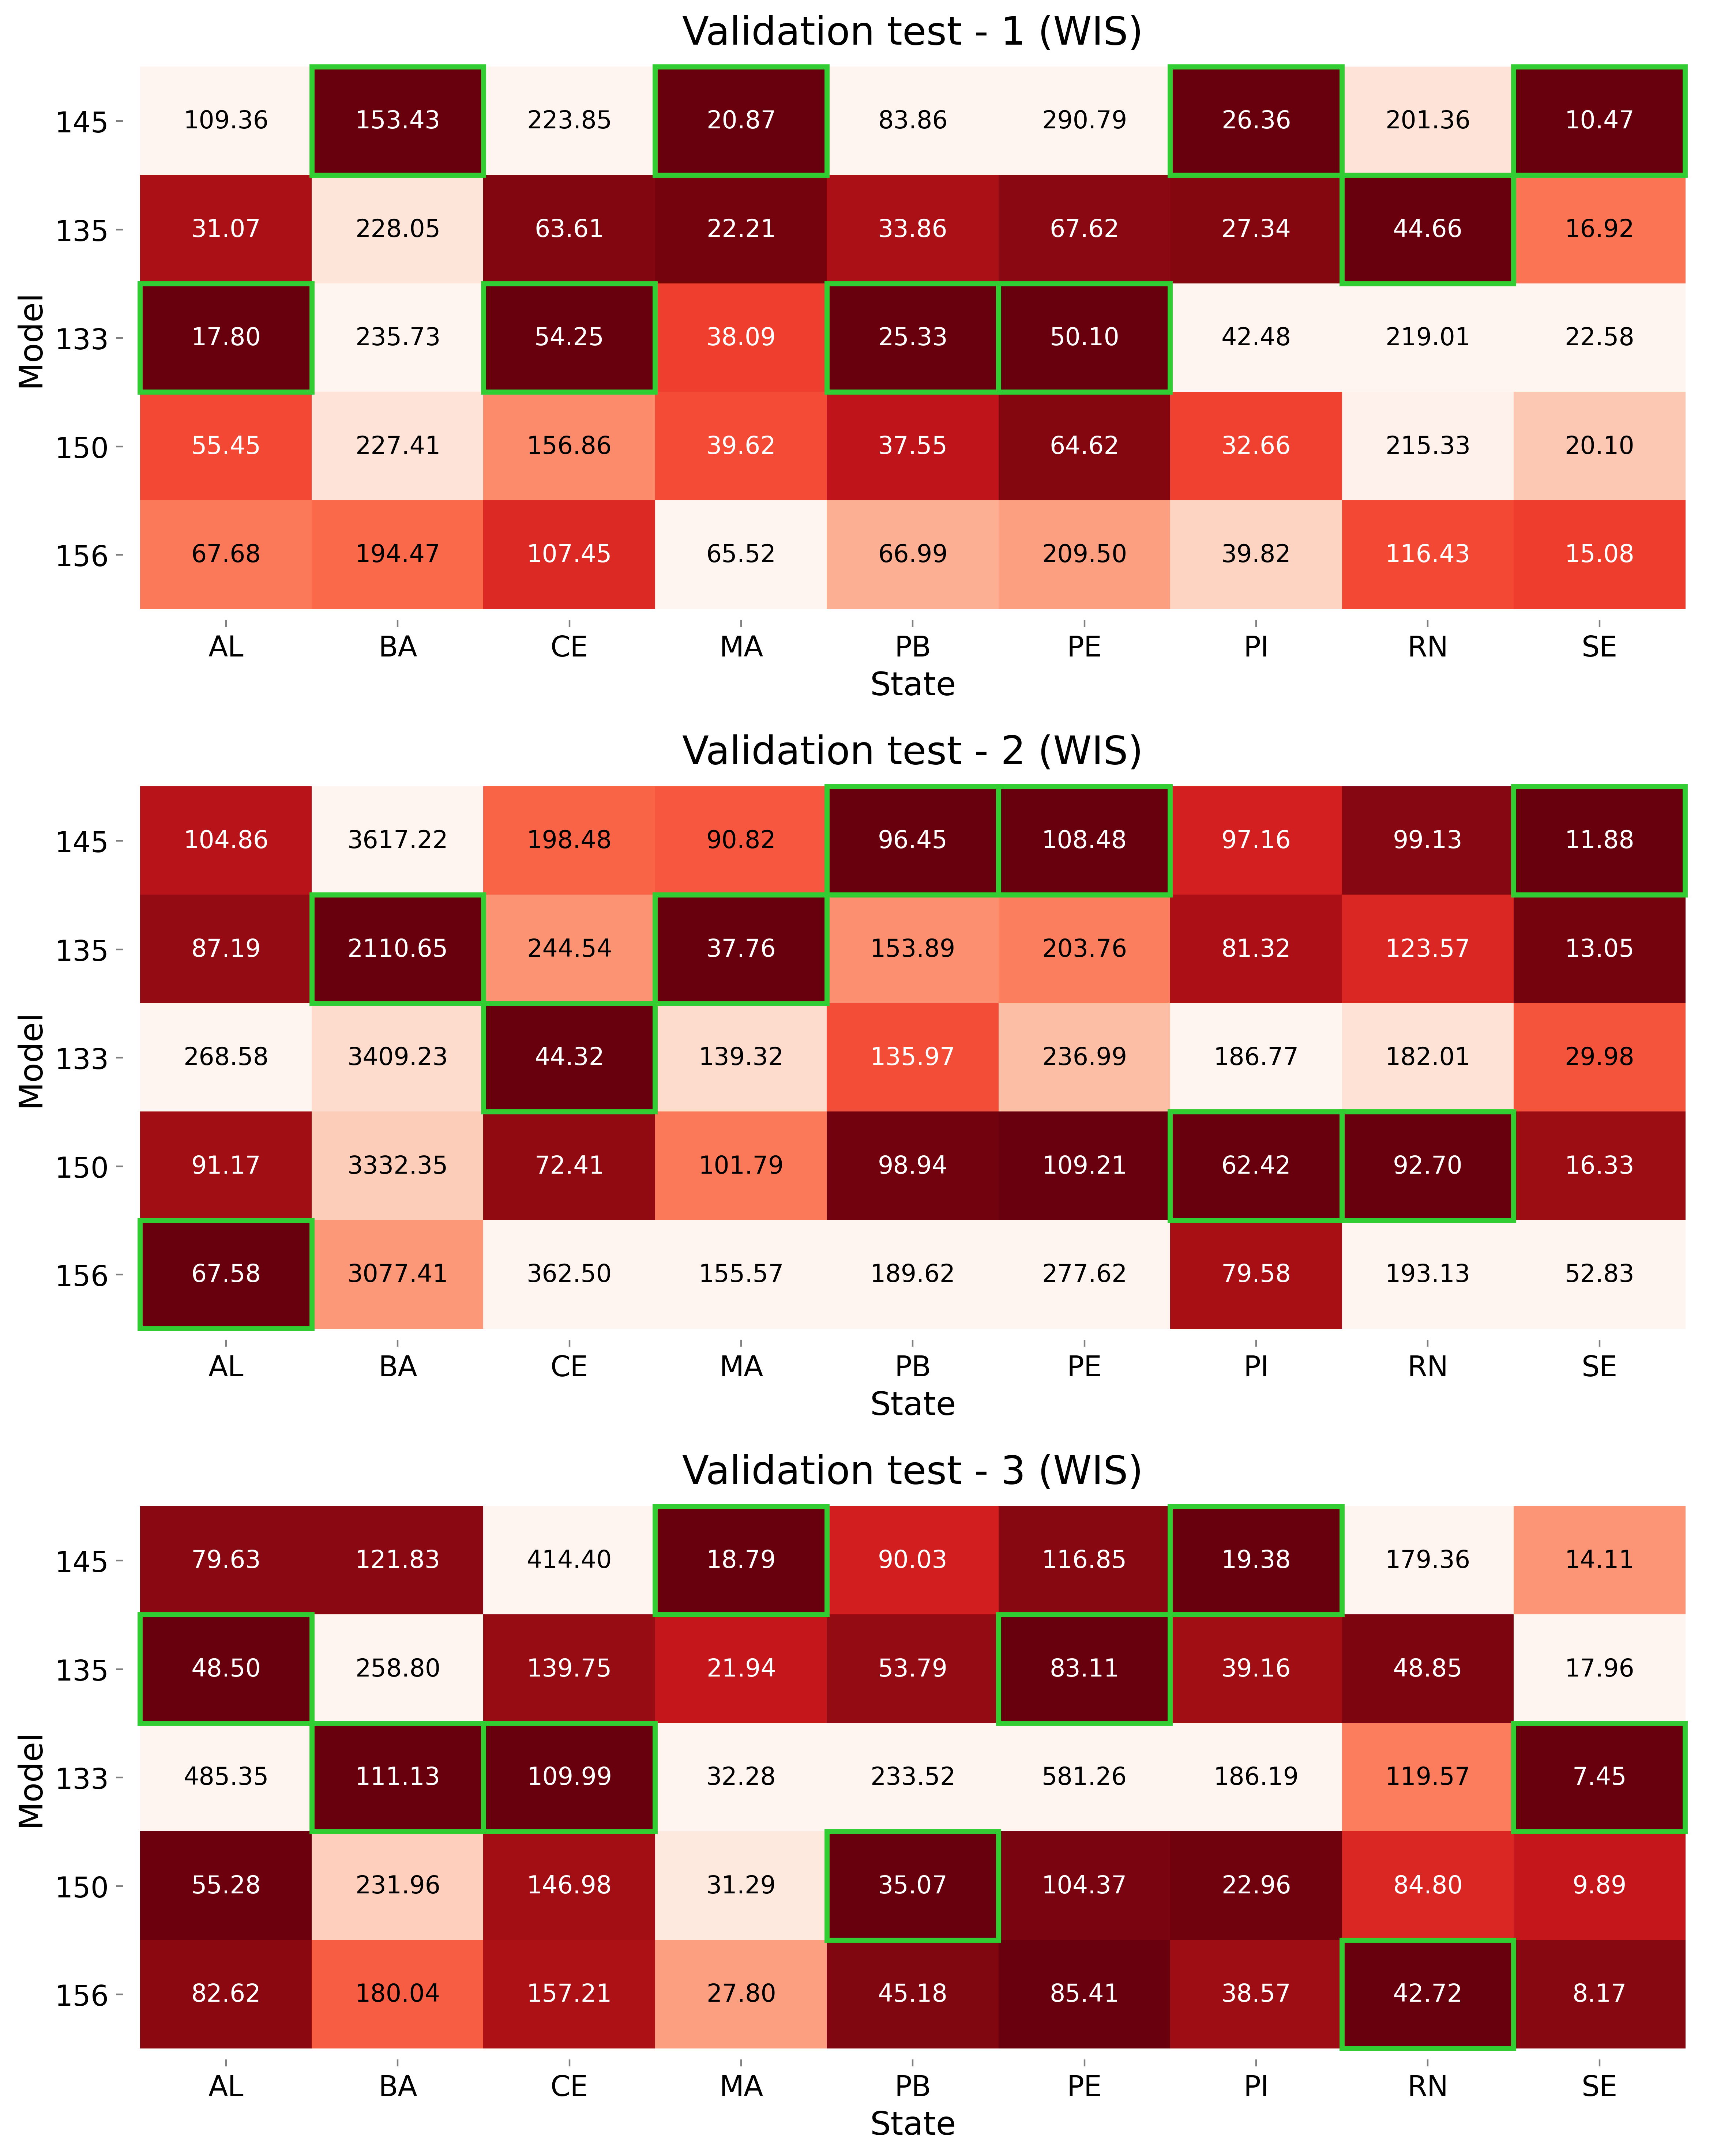 Validation test - 1 (WIS)
145 109.36 153.43 223.85 20.87 83.86 290.79 26.36 201.36 10.47
135 31.07 228.05 63.61 22.21 33.86 67.62 27.34 44.66 16.92
Model
133 17.80 235.73 54.25 38.09 25.33 50.10 42.48 219.01 22.58
150 55.45 227.41 156.86 39.62 37.55 64.62 32.66 215.33 20.10
156 67.68 194.47 107.45 65.52 66.99 209.50 39.82 116.43 15.08
AL BA CE MA PB PE PI RN SE
State
Validation test - 2 (WIS)
145 104.86 3617.22 198.48 90.82 96.45 108.48 97.16 99.13 11.88
135 87.19 2110.65 244.54 37.76 153.89 203.76 81.32 123.57 13.05
Model
133 268.58 3409.23 44.32 139.32 135.97 236.99 186.77 182.01 29.98
150 91.17 3332.35 72.41 101.79 98.94 109.21 62.42 92.70 16.33
156 67.58 3077.41 362.50 155.57 189.62 277.62 79.58 193.13 52.83
AL BA CE MA PB PE PI RN SE
State
Validation test - 3 (WIS)
145 79.63 121.83 414.40 18.79 90.03 116.85 19.38 179.36 14.11
135 48.50 258.80 139.75 21.94 53.79 83.11 39.16 48.85 17.96
Model
133 485.35 111.13 109.99 32.28 233.52 581.26 186.19 119.57 7.45
150 55.28 231.96 146.98 31.29 35.07 104.37 22.96 84.80 9.89
156 82.62 180.04 157.21 27.80 45.18 85.41 38.57 42.72 8.17
AL BA CE MA PB PE PI RN SE
State